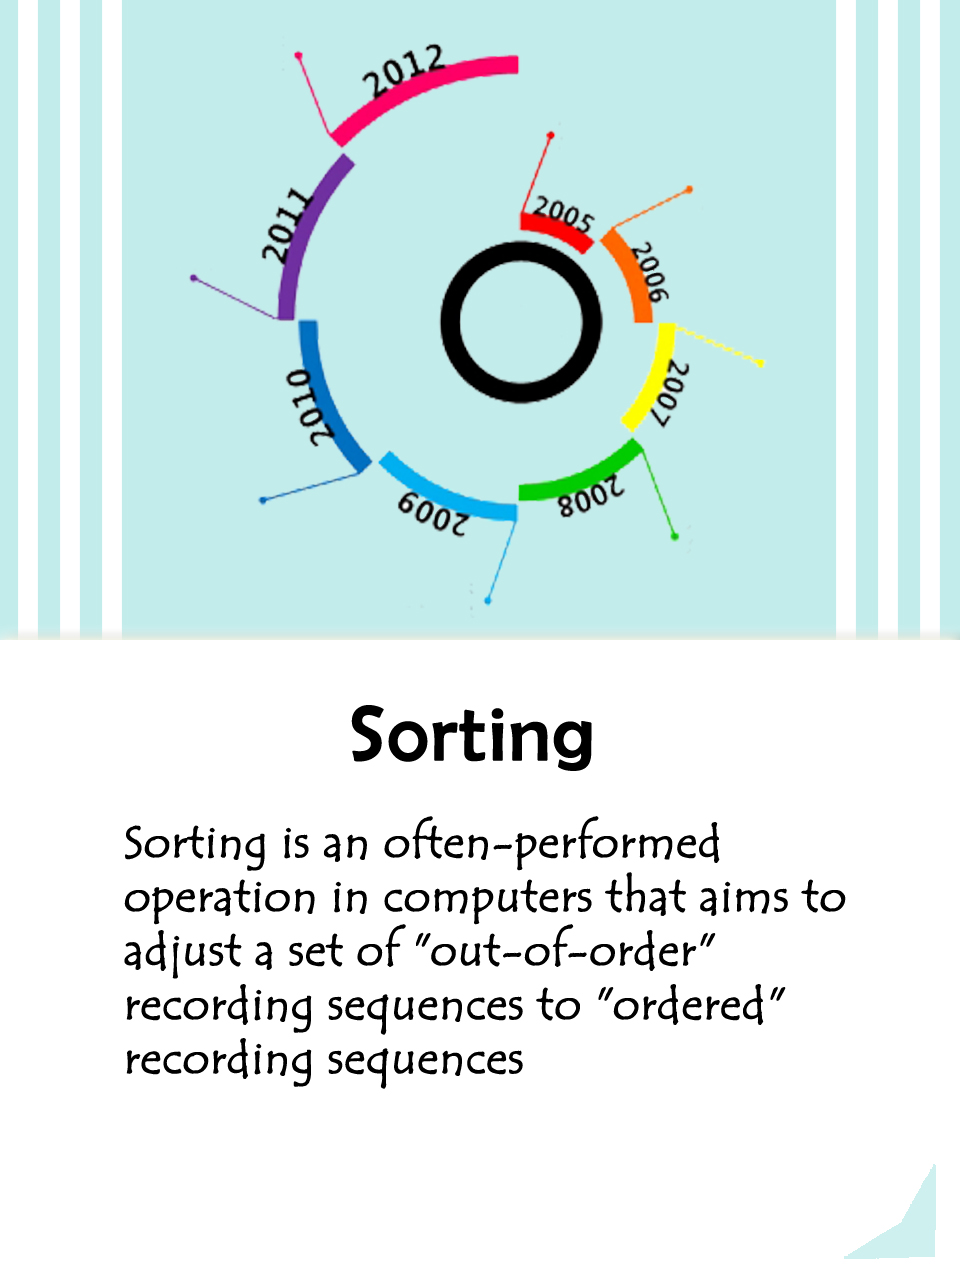 2012
2005
2011
2006
2007
2010
2008
2009
Sorting
Sorting is an often-performed
operation in computers that aims to
adjust a set of "out-of-order"
recording sequences to "ordered"
recording sequences